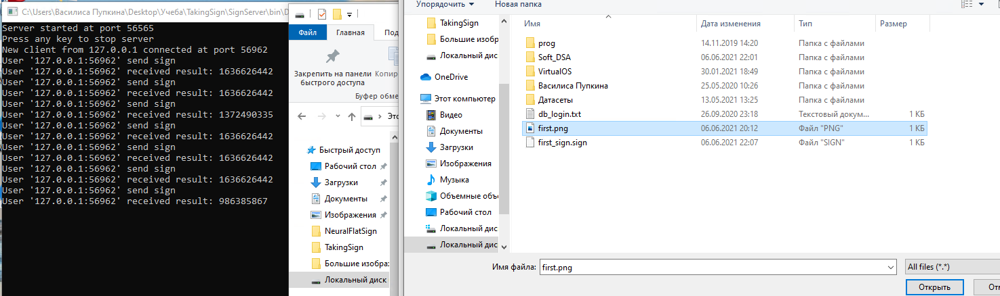 C:\Users\Василиса Пупкина\Desktop\Учеба\TakingSign\SignServer\bin\D
Server started at port 56565
Press any key to stop server
New client from 127.0.0.1 connected at port 56962
User '127.0.0.1:56962' send sign
User '127.0.0.1:56962' received result: 1636626442
User '127.0.0.1:56962' send sign
User '127.0.0.1:56962' received result: 1636626442
User '127.0.0.1:56962' send sign
User '127.0.0.1:56962' received result: 1372490335
User '127.0.0.1:56962' send sign
User '127.0.0.1:56962' received result: 1636626442
User '127.0.0.1:56962' send sign
User '127.0.0.1:56962' received result: 1636626442
User '127.0.0.1:56962' send sign
User '127.0.0.1:56962' received result: 1636626442
User '127.0.0.1:56962' send sign
User '127.0.0.1:56962' received result: 986385867
Файл Главная Под
Закрепить на панели
быстрого доступа
Копир
Буфер обме
Это
Быстрый доступ
Рабочий стол
Загрузки
Документы
Изображения
NeuralFlatSign
TakingSign
Большие изобра
Локальный диск
Упорядочить Новая папка
TakingSign
Большие изобр
Локальный диск
OneDrive
Этот компьютер
Видео
Документы
Загрузки
Изображения
Музыка
Объемные объ
Рабочий стол
Локальный дис
Локальный дис
Имя Дата изменения Тип Размер
prog 14.11.2019 14:20 Папка с файлами
Soft_DSA 06.06.2021 22:01 Папка с файлами
VirtualOS 30.01.2021 18:49 Папка с файлами
Василиса Пупкина 25.05.2020 10:26 Папка с файлами
Датасеты 13.05.2021 13:25 Папка с файлами
db_login.txt 26.09.2020 23:18 Текстовый докум... 1 КБ
first.png 06.06.2021 20:12 Файл "PNG" 1 КБ
first_sign.sign 06.06.2021 22:07 Файл "SIGN" 1 КБ
Имя файла: first.png All files (*.*)
Открыть От